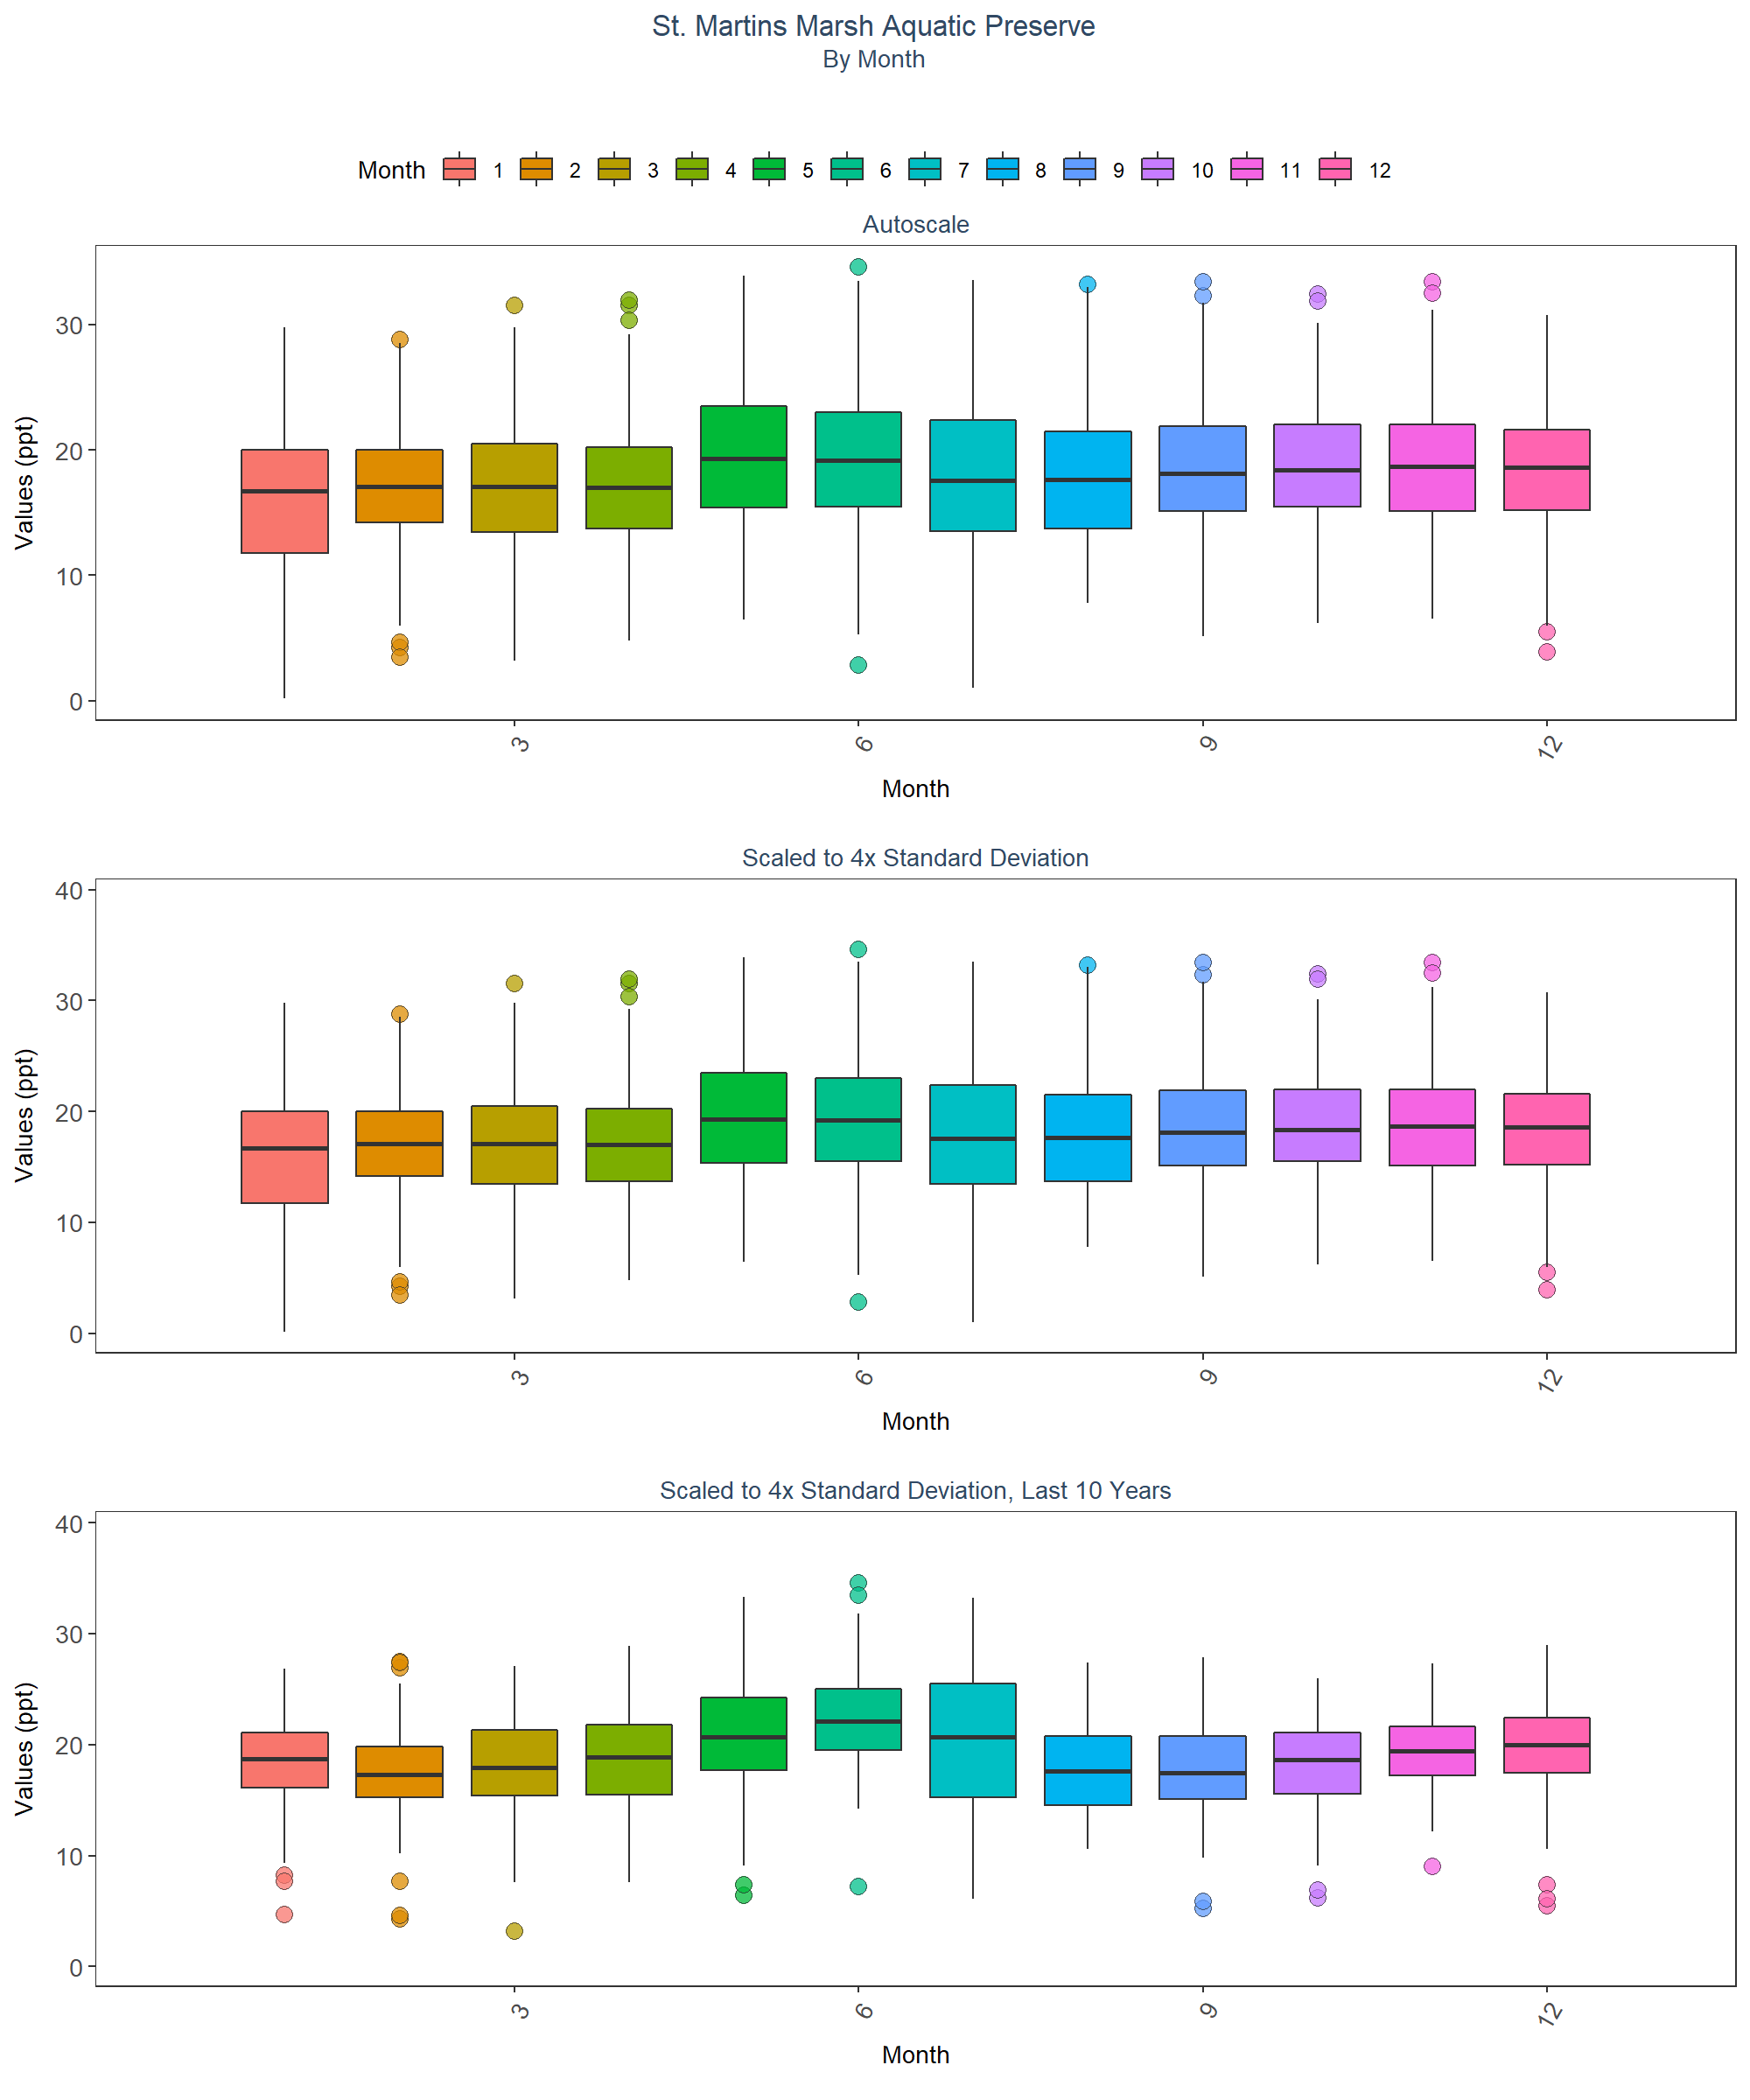 St. Martins Marsh Aquatic Preserve
By Month
Month 1 2 3 4 5 6 7 8 9 10 11 12
Autoscale
Values (ppt)
30
20
10
0
3 6 9 12
Month
Scaled to 4x Standard Deviation
Values (ppt)
40
30
20
10
0
3 6 9 12
Month
Scaled to 4x Standard Deviation, Last 10 Years
Values (ppt)
40
30
20
10
0
3 6 9 12
Month